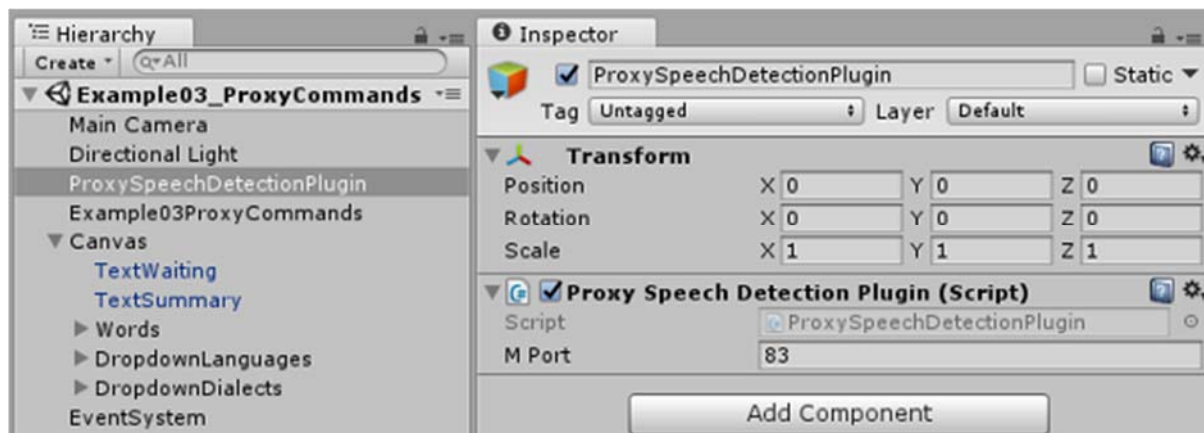 Hierarchy
Create All
Example03_ProxyCommands
Main Camera
Directional Light
ProxySpeechDetectionPlugin
Example03ProxyCommands
Canvas
TextWaiting
TextSummary
Words
DropdownLanguages
DropdownDialects
EventSystem
Inspector
ProxySpeechDetectionPlugin Static
Tag Untagged Layer Default
Transform
Position X 0 Y 0 Z 0
Rotation X 0 Y 0 Z 0
Scale X 1 Y 1 Z 1
Proxy Speech Detection Plugin (Script)
Script ProxySpeechDetectionPlugin
M Port 83
Add Component